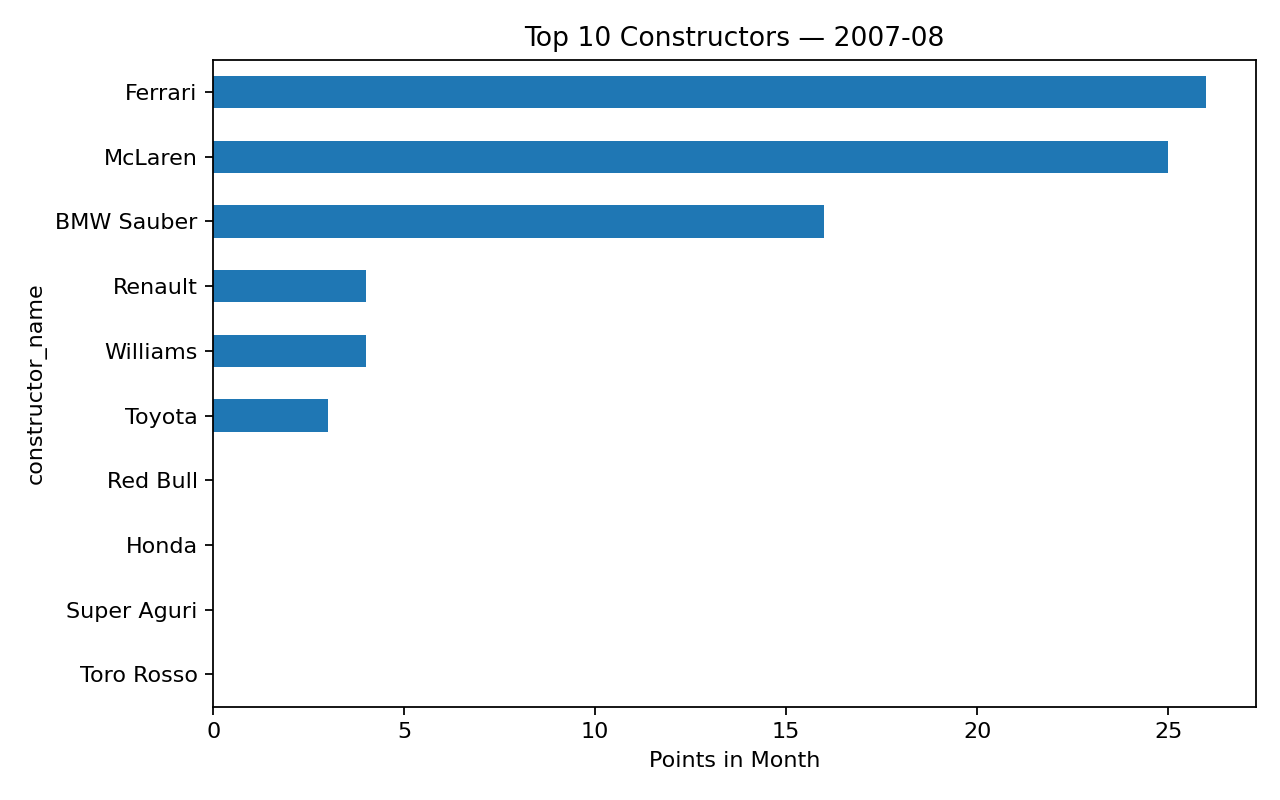 Top 10 Constructors — 2007-08
constructor_name
Ferrari
McLaren
BMW Sauber
Renault
Williams
Toyota
Red Bull
Honda
Super Aguri
Toro Rosso
0 5 10 15 20 25
Points in Month